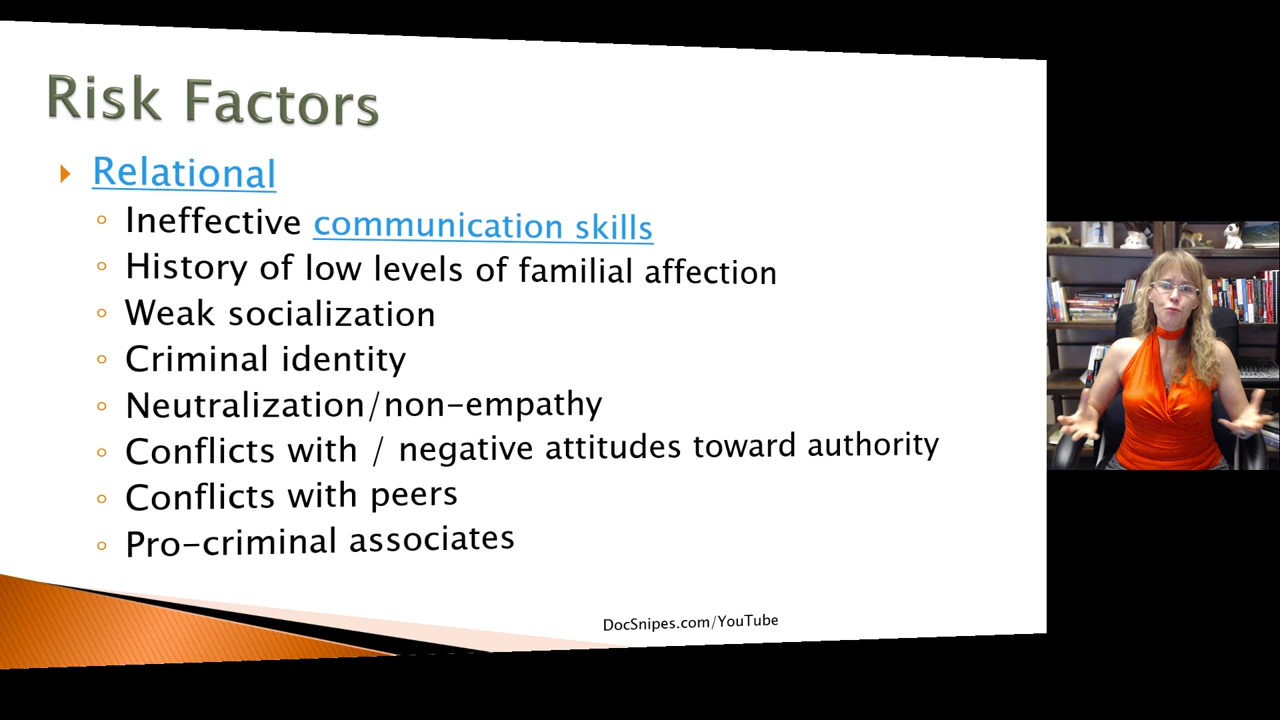 Risk Factors
Relational
Ineffective communication skills
History of low levels of familial affection
Weak socialization
Criminal identity
Neutralization/non-empathy
Conflicts with / negative attitudes toward authority
Conflicts with peers
Pro-criminal associates
DocSnipes.com/YouTube